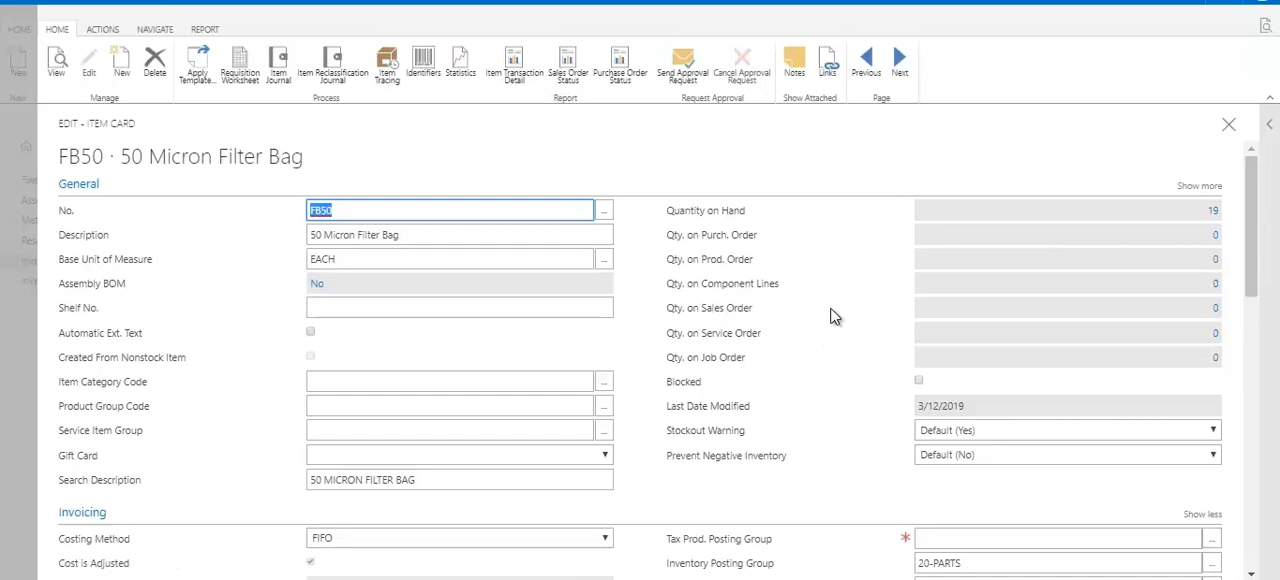 HOME HOME ACTIONS NAVIGATE REPORT
New View Edit New Delete Apply Template... Requisition Worksheet Item Journal Item Reclassification Journal Item Tracing Identifiers Statistics Item Transaction Detail Sales Order Status Purchase Order Status Send Approval Request Cancel Approval Request Notes Links Previous Next
New Manage Process Report Request Approval Show Attached Page
EDIT - ITEM CARD
FB50 · 50 Micron Filter Bag
General
Show more
No. FB50 ... Quantity on Hand 19
Description 50 Micron Filter Bag Qty. on Purch. Order 0
Base Unit of Measure EACH ... Qty. on Prod. Order 0
Assembly BOM No Qty. on Component Lines 0
Shelf No. Qty. on Sales Order 0
Automatic Ext. Text Qty. on Service Order 0
Created From Nonstock Item Qty. on Job Order 0
Item Category Code ... Blocked
Product Group Code ... Last Date Modified 3/12/2019
Service Item Group ... Stockout Warning Default (Yes)
Gift Card Prevent Negative Inventory Default (No)
Search Description 50 MICRON FILTER BAG
Invoicing
Show less
Costing Method FIFO Tax Prod. Posting Group * ...
Cost is Adjusted Inventory Posting Group 20-PARTS ...